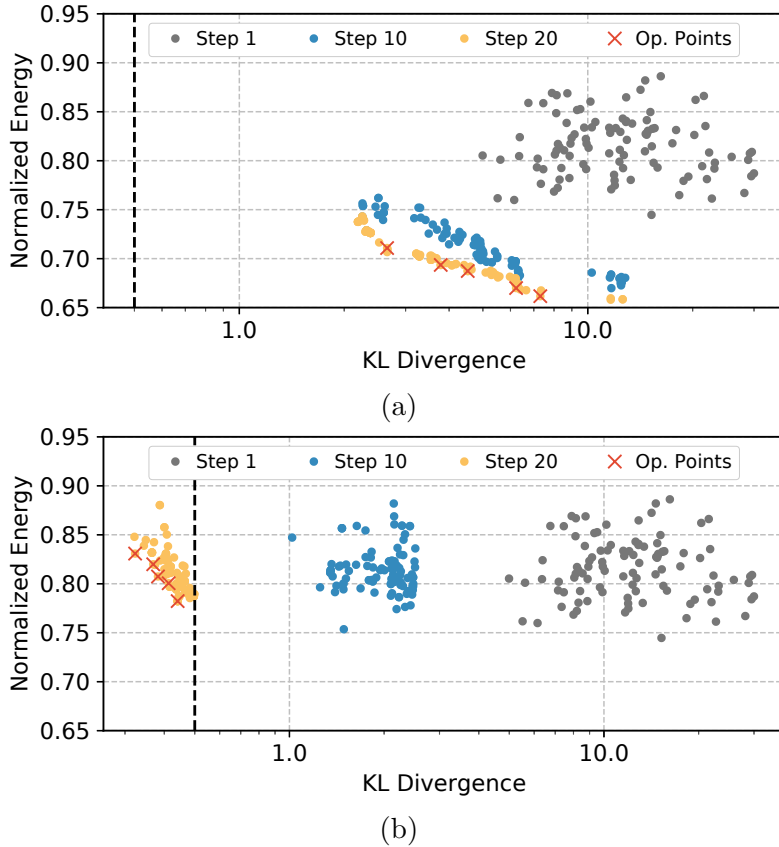 0.95
Step 1 Step 10 Step 20 Op. Points
0.90
0.85
0.80
0.75
0.70
0.65
Normalized Energy
1.0 10.0
KL Divergence
(a)
0.95
Step 1 Step 10 Step 20 Op. Points
0.90
0.85
0.80
0.75
0.70
0.65
Normalized Energy
1.0 10.0
KL Divergence
(b)